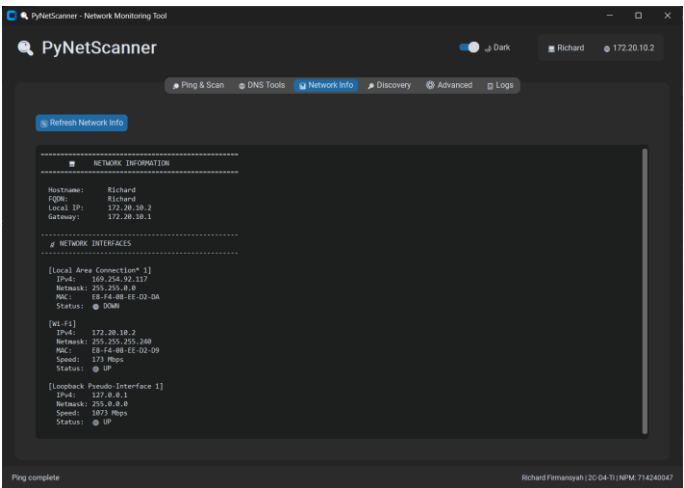 PyNetScanner - Network Monitoring Tool
PyNetScanner
Dark
Richard
172.20.10.2
Ping & Scan
DNS Tools
Network Info
Discovery
Advanced
Logs
Refresh Network Info
==================================================
NETWORK INFORMATION
==================================================
Hostname: Richard
FQDN: Richard
Local IP: 172.20.10.2
Gateway: 172.20.10.1
--------------------------------------------------
NETWORK INTERFACES
--------------------------------------------------
[Local Area Connection* 1]
IPv4: 169.254.92.117
Netmask: 255.255.0.0
MAC: E8-F4-08-EE-D2-DA
Status: DOWN
[Wi-Fi]
IPv4: 172.20.10.2
Netmask: 255.255.255.240
MAC: E8-F4-08-EE-D2-D9
Speed: 173 Mbps
Status: UP
[Loopback Pseudo-Interface 1]
IPv4: 127.0.0.1
Netmask: 255.0.0.0
Speed: 1073 Mbps
Status: UP
Ping complete
Richard Firmansyah | 2C-D4-TI | NPM: 714240047